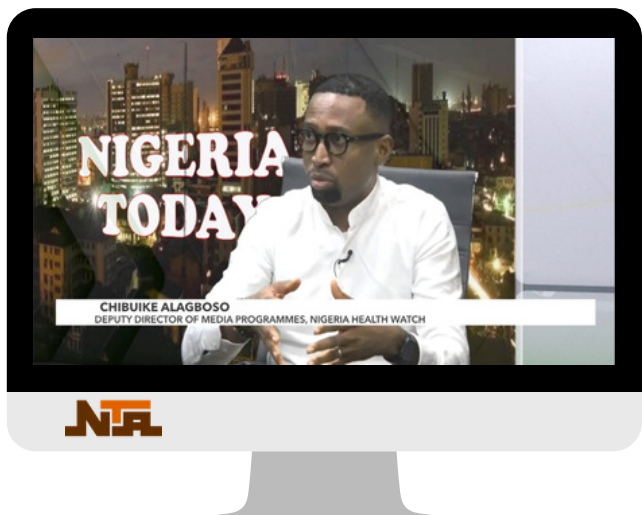 NIGERIA
TODAY
CHIBUIKE ALAGBOSO
DEPUTY DIRECTOR OF MEDIA PROGRAMMES, NIGERIA HEALTH WATCH
NTA